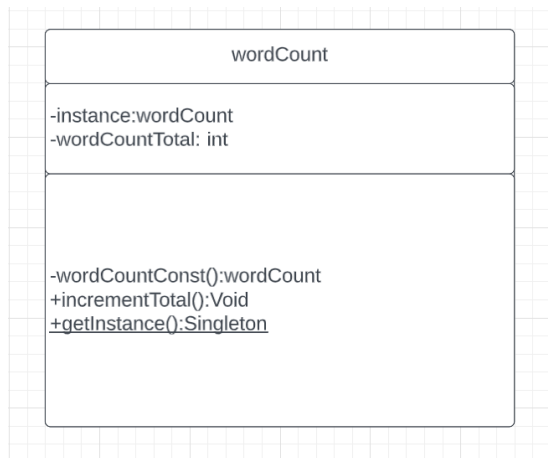 wordCount
-instance:wordCount
-wordCountTotal: int
-wordCountConst():wordCount
+incrementTotal():Void
+getInstance():Singleton